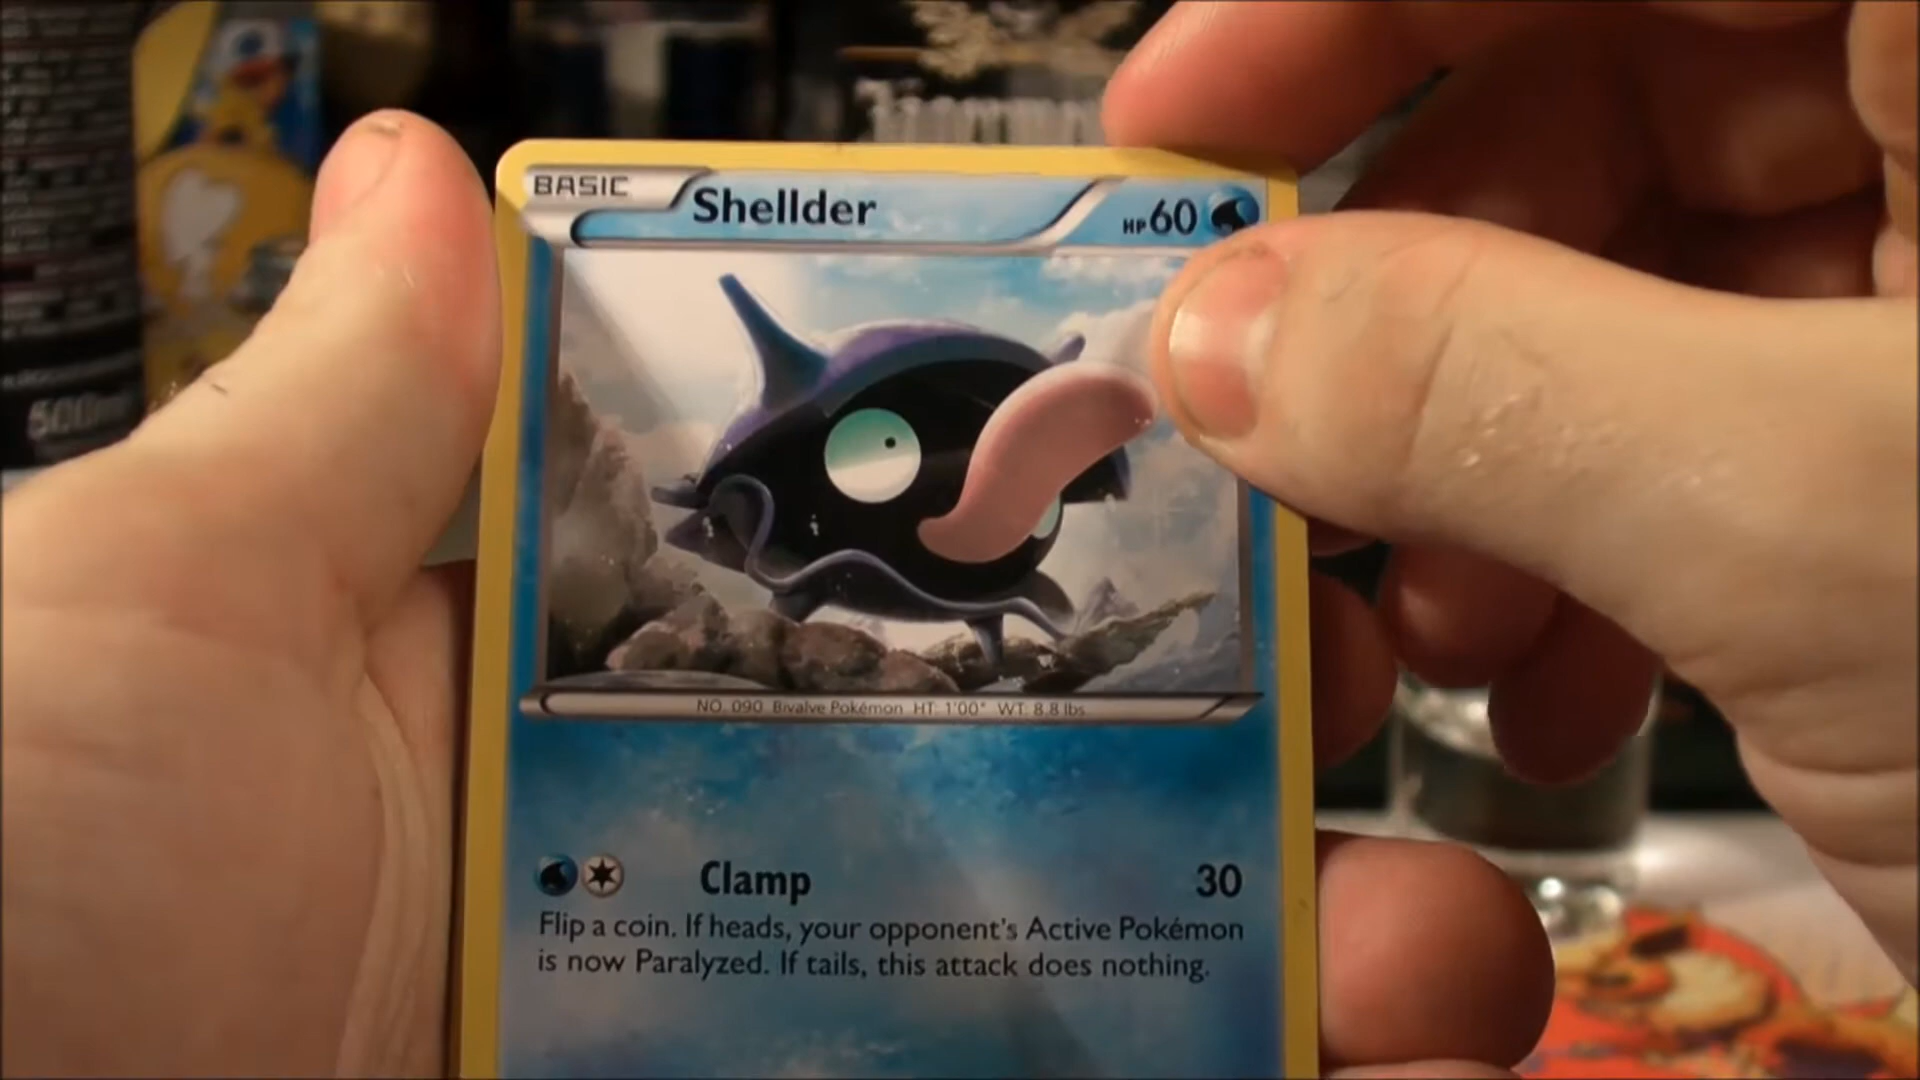 BASIC
Shellder
HP60
NO. 090 Bivalve Pokémon HT: 1'00" WT: 8.8 lbs
Clamp 30
Flip a coin. If heads, your opponent's Active Pokémon
is now Paralyzed. If tails, this attack does nothing.